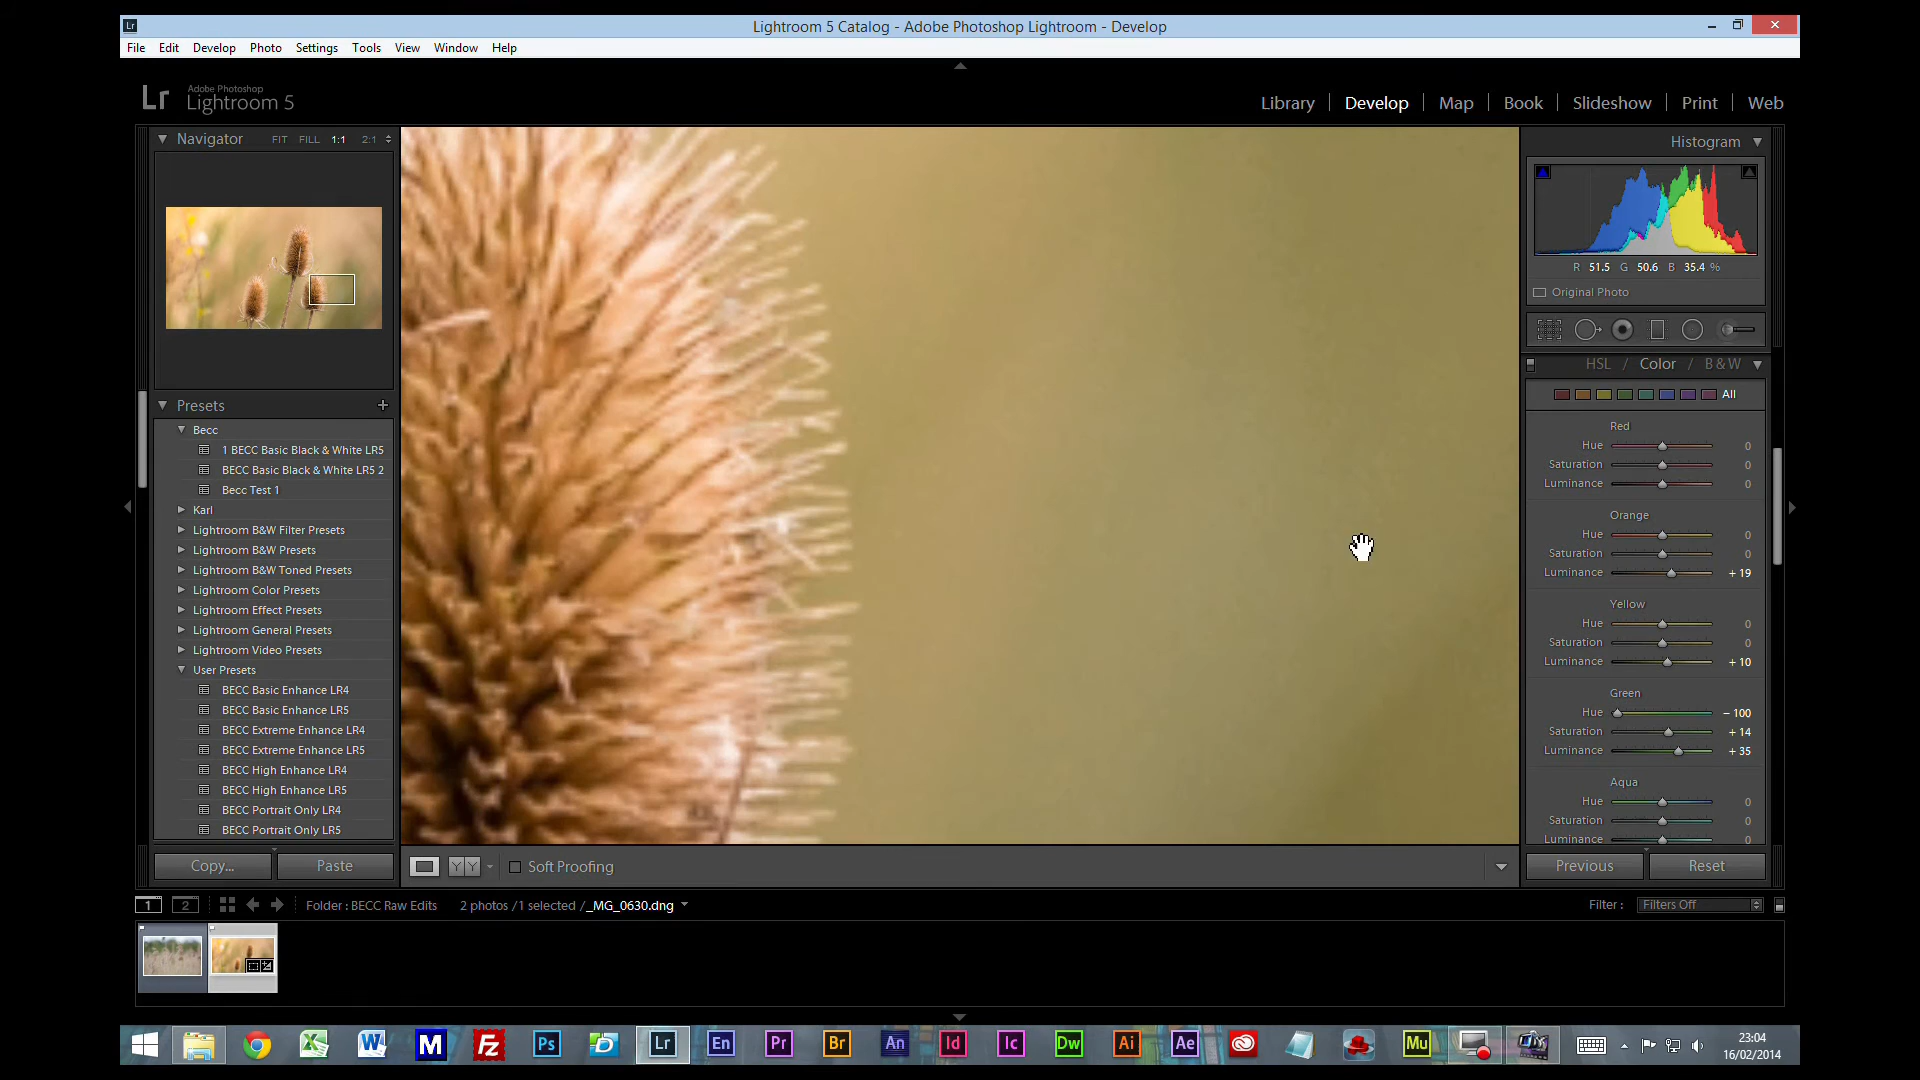 Lr Lightroom 5 Catalog - Adobe Photoshop Lightroom - Develop
File Edit Develop Photo Settings Tools View Window Help
Lr Adobe Photoshop
Lightroom 5
Library | Develop | Map | Book | Slideshow | Print | Web
Navigator FIT FILL 1:1 2:1
Histogram
R 51.5 G 50.6 B 35.4 %
Original Photo
HSL / Color / B & W
All
Red
Hue 0
Saturation 0
Luminance 0
Orange
Hue 0
Saturation 0
Luminance + 19
Yellow
Hue 0
Saturation 0
Luminance + 10
Green
Hue - 100
Saturation + 14
Luminance + 35
Aqua
Hue 0
Saturation 0
Luminance 0
Presets +
Becc
1 BECC Basic Black & White LR5
BECC Basic Black & White LR5 2
Becc Test 1
Karl
Lightroom B&W Filter Presets
Lightroom B&W Presets
Lightroom B&W Toned Presets
Lightroom Color Presets
Lightroom Effect Presets
Lightroom General Presets
Lightroom Video Presets
User Presets
BECC Basic Enhance LR4
BECC Basic Enhance LR5
BECC Extreme Enhance LR4
BECC Extreme Enhance LR5
BECC High Enhance LR4
BECC High Enhance LR5
BECC Portrait Only LR4
BECC Portrait Only LR5
Copy... Paste
Y Y Soft Proofing
Previous Reset
1 2 Folder : BECC Raw Edits 2 photos / 1 selected / _MG_0630.dng
Filter : Filters Off
M Fz Ps D Lr En Pr Br An Id Ic Dw Ai Ae Mu
23:04
16/02/2014